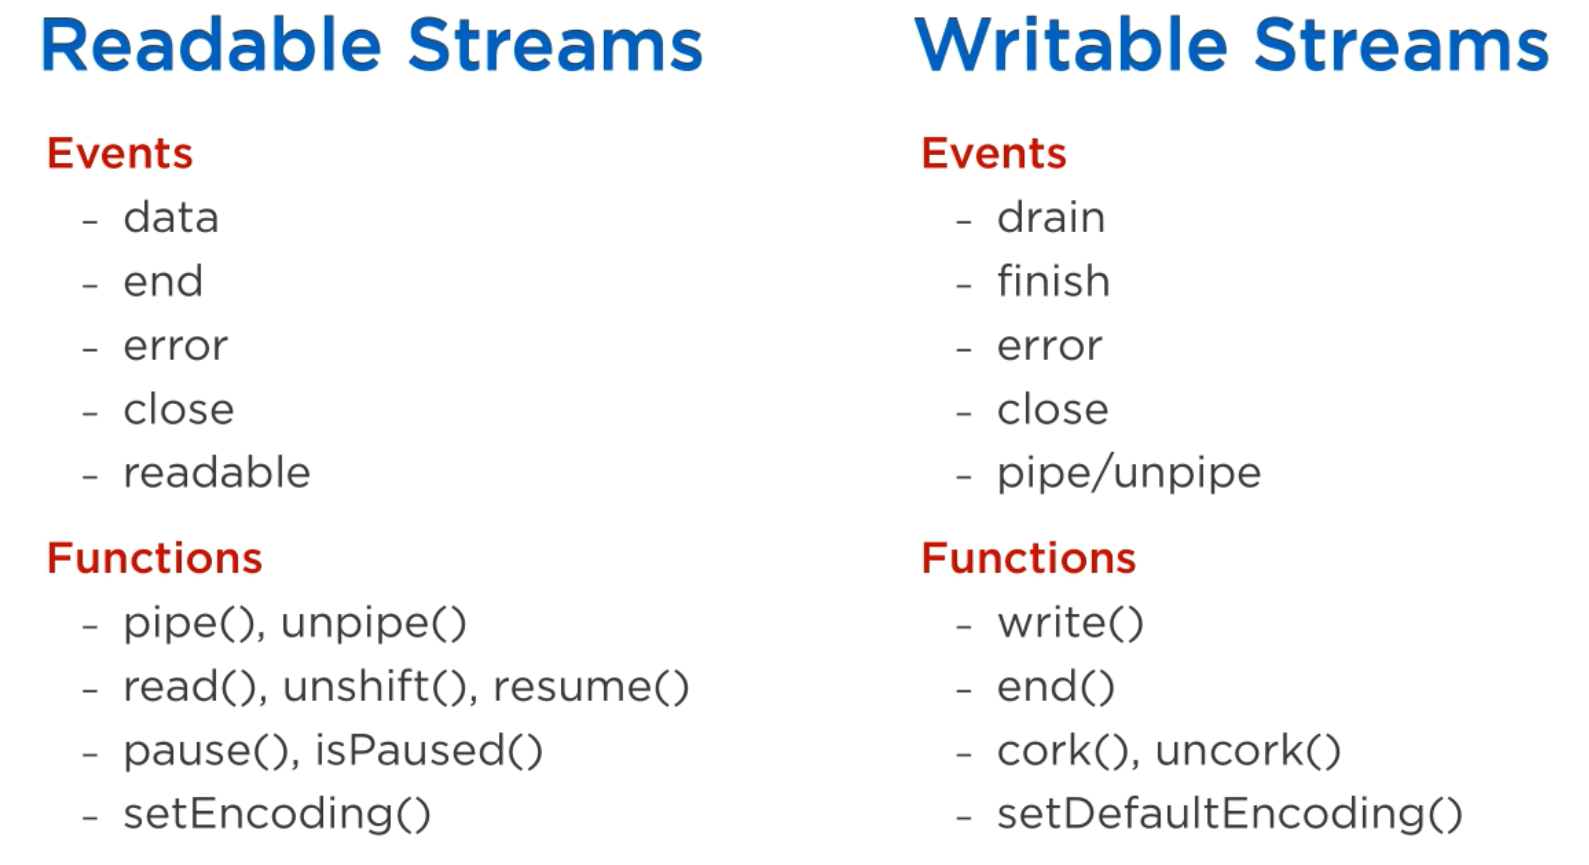 Readable Streams
Events
- data
- end
- error
- close
- readable
Functions
- pipe(), unpipe()
- read(), unshift(), resume()
- pause(), isPaused()
- setEncoding()
Writable Streams
Events
- drain
- finish
- error
- close
- pipe/unpipe
Functions
- write()
- end()
- cork(), uncork()
- setDefaultEncoding()